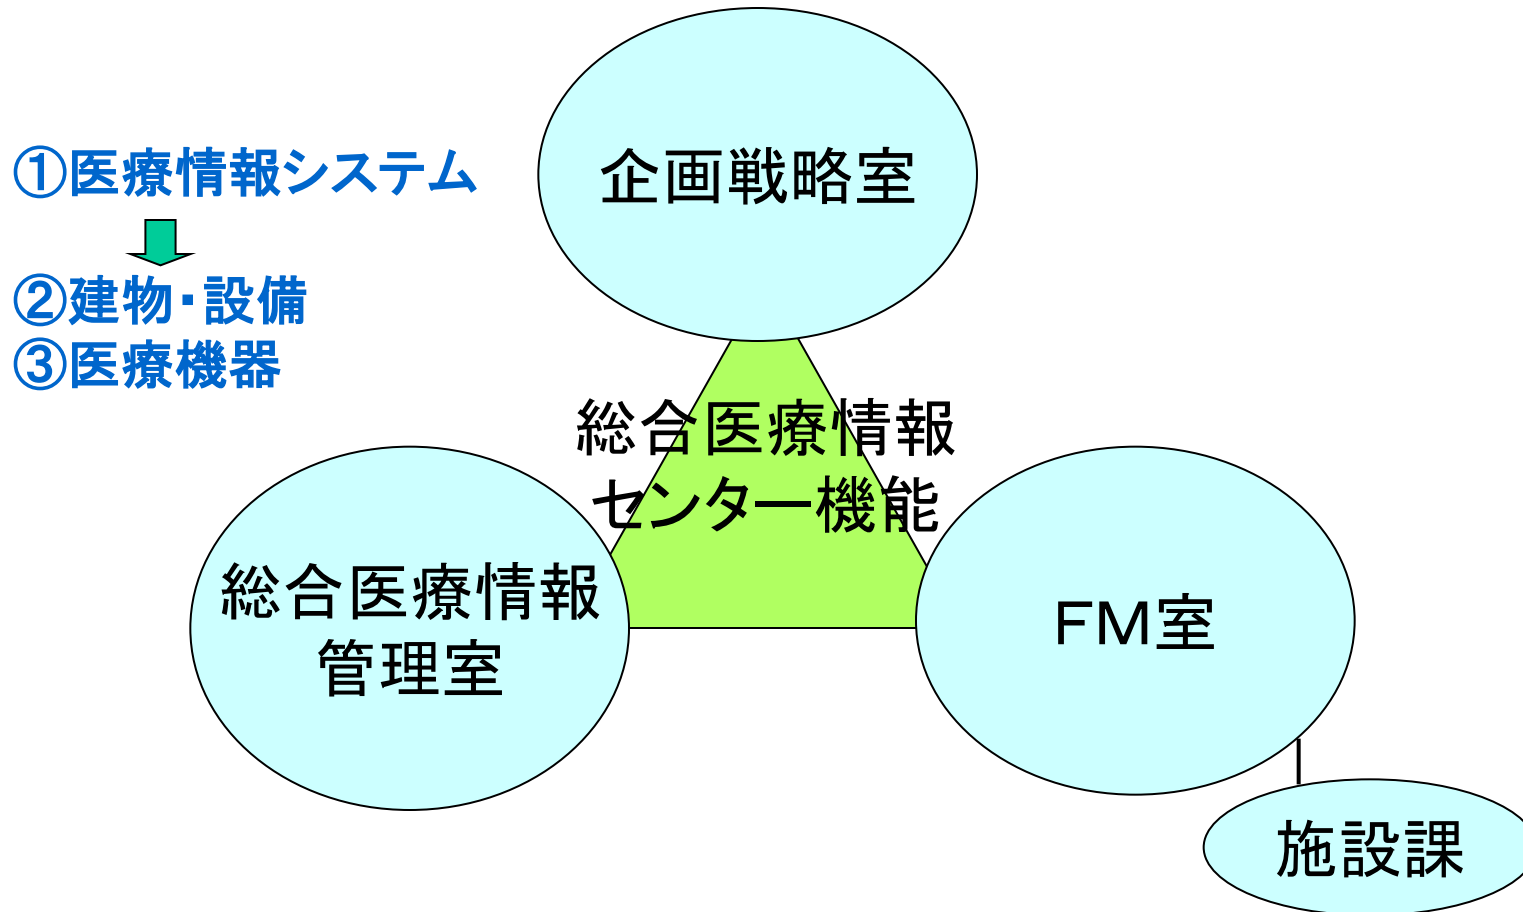 企画戦略室
①医療情報システム
②建物・設備
③医療機器
総合医療情報
センター機能
総合医療情報
管理室
ＦＭ室
施設課